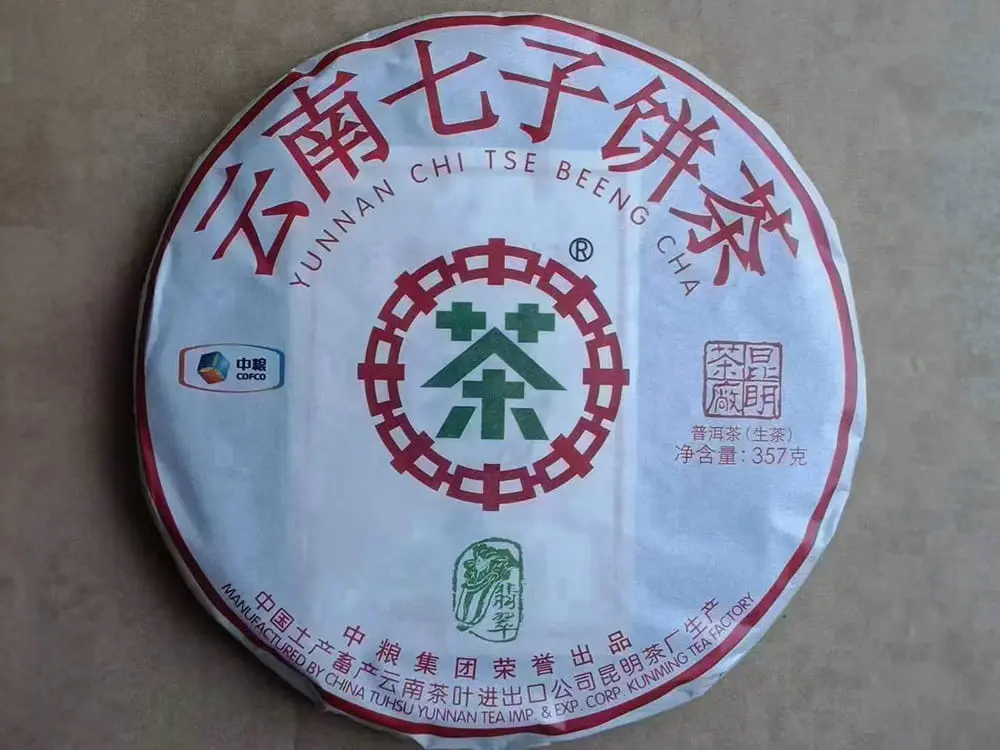 云南七子饼茶
YUNNAN CHI TSE BEENG CHA
®
茶
中粮
COFCO
昆明
茶廠
普洱茶(生茶)
净含量: 357克
翡翠
中粮集团荣誉出品
中国土产畜产云南茶叶进出口公司昆明茶厂生产
MANUFACTURED BY CHINA TUHSU YUNNAN TEA IMP. & EXP. CORP. KUNMING TEA FACTORY